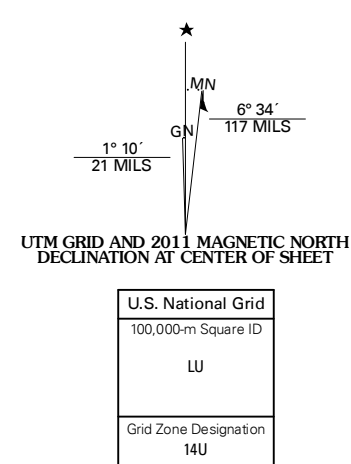 MN
GN
6° 34´
117 MILS
1° 10´
21 MILS
UTM GRID AND 2011 MAGNETIC NORTH
DECLINATION AT CENTER OF SHEET
U.S. National Grid
100,000-m Square ID
LU
Grid Zone Designation
14U